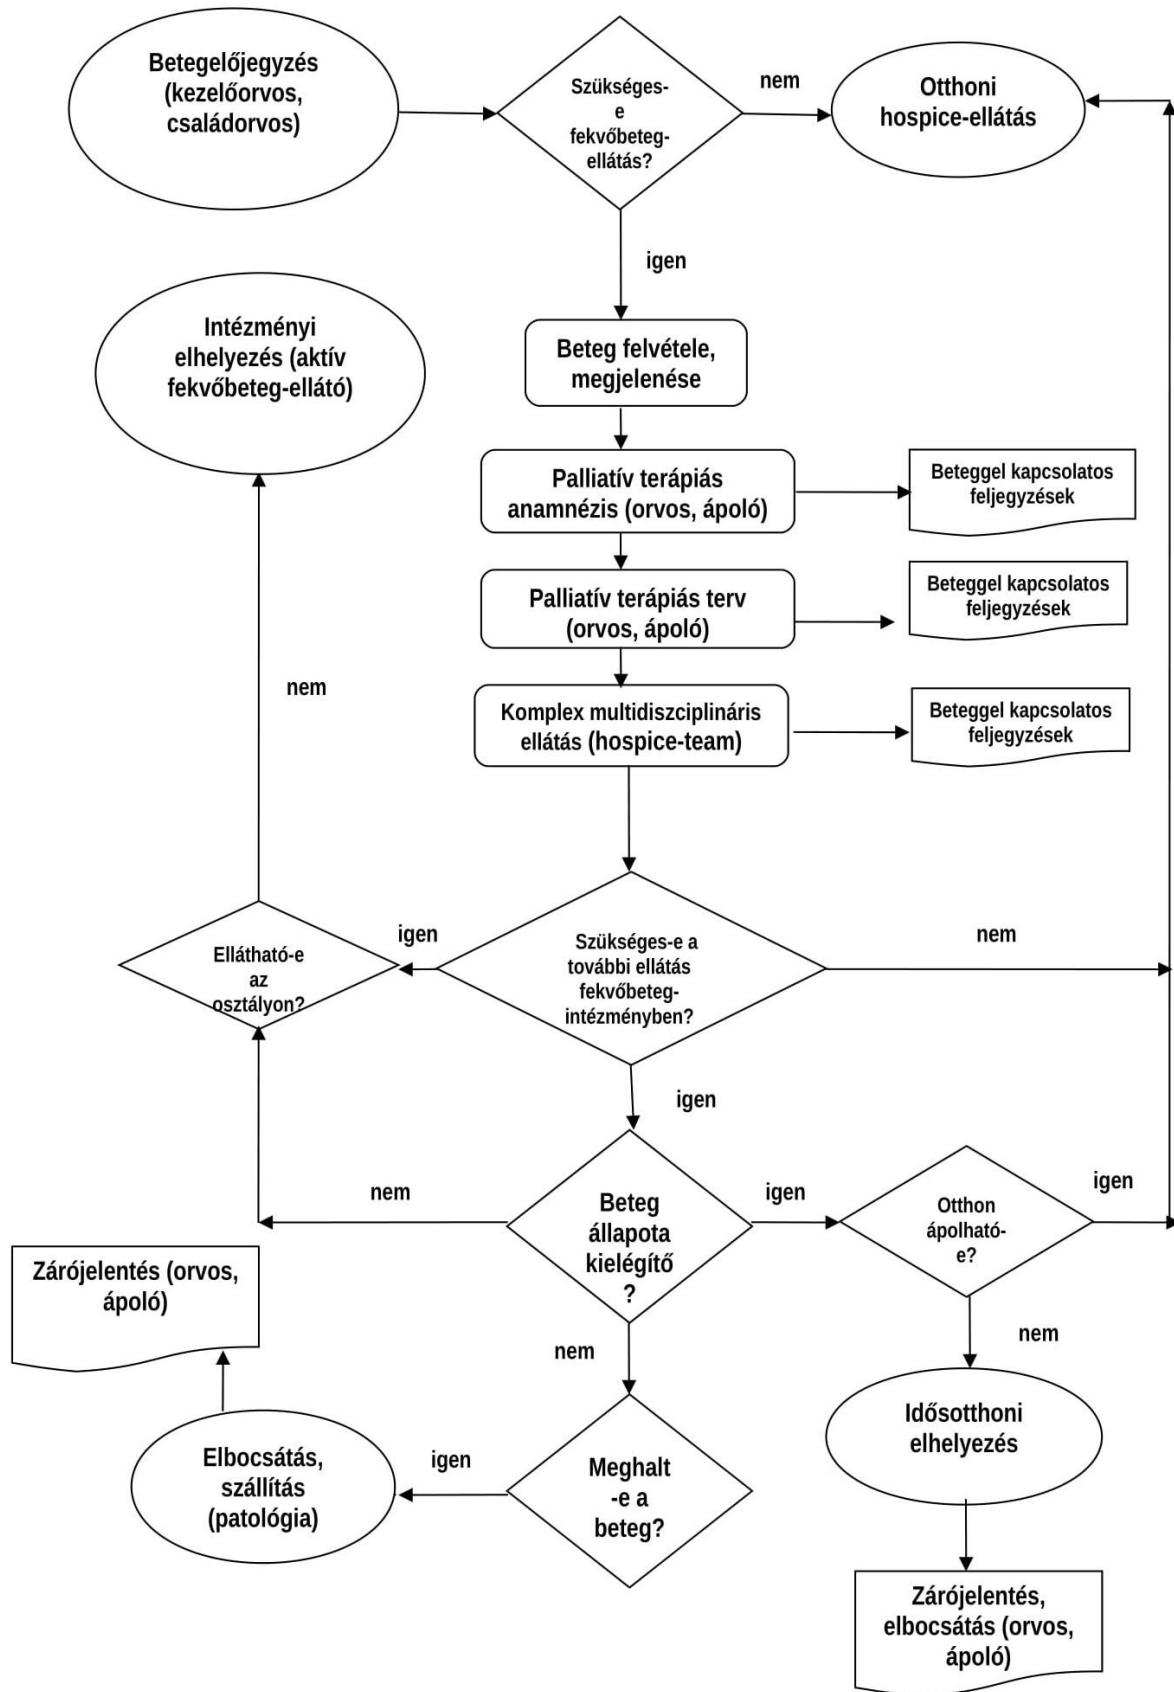 Betegelőjegyzés
(kezelőorvos,
családorvos)
Szükséges-
e
fekvőbeteg-
ellátás?
nem
Otthoni
hospice-ellátás
igen
Intézményi
elhelyezés (aktív
fekvőbeteg-ellátó)
Beteg felvétele,
megjelenése
Palliatív terápiás
anamnézis (orvos, ápoló)
Beteggel kapcsolatos
feljegyzések
Palliatív terápiás terv
(orvos, ápoló)
Beteggel kapcsolatos
feljegyzések
nem
Komplex multidiszciplináris
ellátás (hospice-team)
Beteggel kapcsolatos
feljegyzések
Ellátható-e
az
osztályon?
igen
Szükséges-e a
további ellátás
fekvőbeteg-
intézményben?
nem
igen
nem
Beteg
állapota
kielégítő
?
igen
Otthon
ápolható-
e?
igen
Zárójelentés (orvos,
ápoló)
nem
nem
Elbocsátás,
szállítás
(patológia)
igen
Meghalt
-e a
beteg?
Idősotthoni
elhelyezés
Zárójelentés,
elbocsátás (orvos,
ápoló)